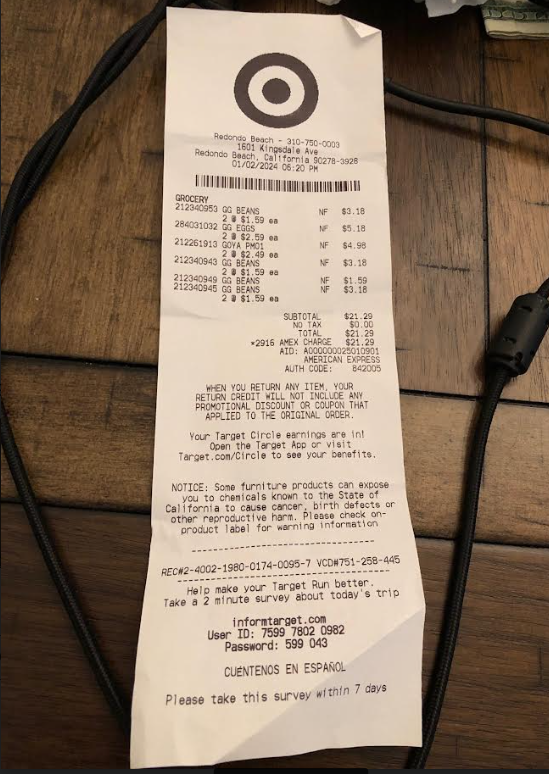 Redondo Beach - 310-750-0003
1601 Kingsdale Ave
Redondo Beach, California 90278-3928
01/02/2024 06:20 PM
GROCERY
212340953 GG BEANS NF $3.18
2 @ $1.59 ea
284031032 GG EGGS NF $5.18
2 @ $2.59 ea
212261913 GOYA PM01 NF $4.98
2 @ $2.49 ea
212340943 GG BEANS NF $3.18
2 @ $1.59 ea
212340949 GG BEANS NF $1.59
212340945 GG BEANS NF $3.18
2 @ $1.59 ea
SUBTOTAL $21.29
NO TAX $0.00
TOTAL $21.29
*2916 AMEX CHARGE $21.29
AID: A000000025010901
AMERICAN EXPRESS
AUTH CODE: 842005
WHEN YOU RETURN ANY ITEM, YOUR
RETURN CREDIT WILL NOT INCLUDE ANY
PROMOTIONAL DISCOUNT OR COUPON THAT
APPLIED TO THE ORIGINAL ORDER.
Your Target Circle earnings are in!
Open the Target App or visit
Target.com/Circle to see your benefits.
NOTICE: Some furniture products can expose
you to chemicals known to the State of
California to cause cancer, birth defects or
other reproductive harm. Please check on-
product label for warning information
REC#2-4002-1980-0174-0095-7 VCD#751-258-445
Help make your Target Run better.
Take a 2 minute survey about today's trip
informtarget.com
User ID: 7599 7802 0982
Password: 599 043
CUÉNTENOS EN ESPAÑOL
Please take this survey within 7 days